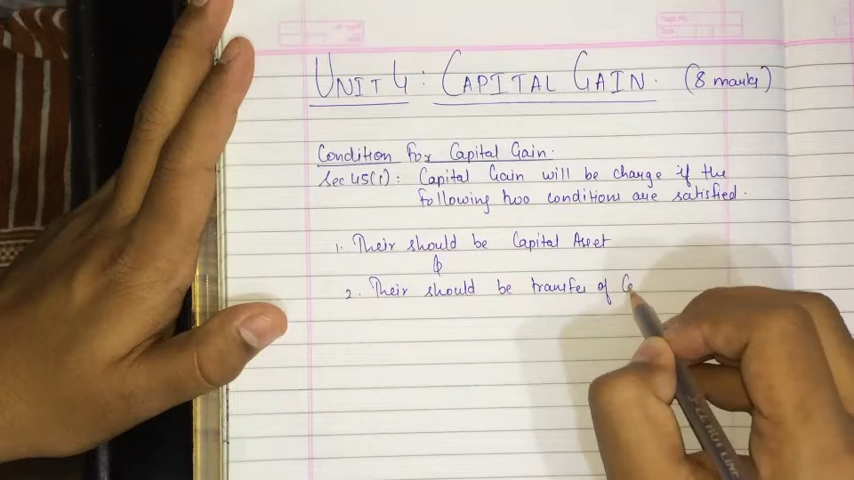 UNIT 4 : CAPITAL GAIN. (8 marks)
Condition For Capital Gain.
Sec 45(1): Capital Gain will be charge if the
following two conditions are satisfied.
1. Their should be Capital Asset
&
2. Their should be transfer of Ca